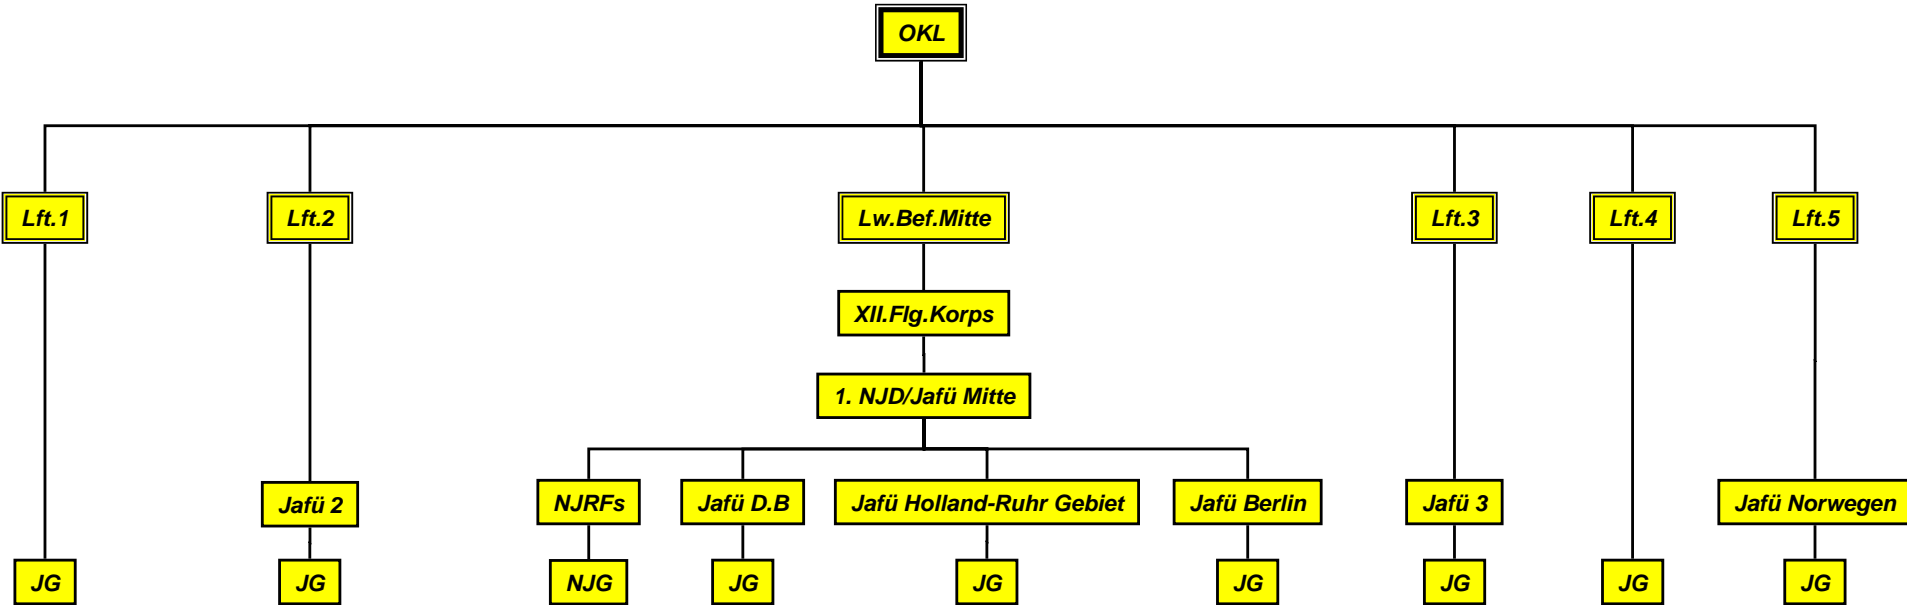 OKL
Lft.1
Lft.2
Lw.Bef.Mitte
Lft.3
Lft.4
Lft.5
XII.Flg.Korps
1. NJD/Jafü Mitte
Jafü 2
NJRFs
Jafü D.B
Jafü Holland-Ruhr Gebiet
Jafü Berlin
Jafü 3
Jafü Norwegen
JG
JG
NJG
JG
JG
JG
JG
JG
JG